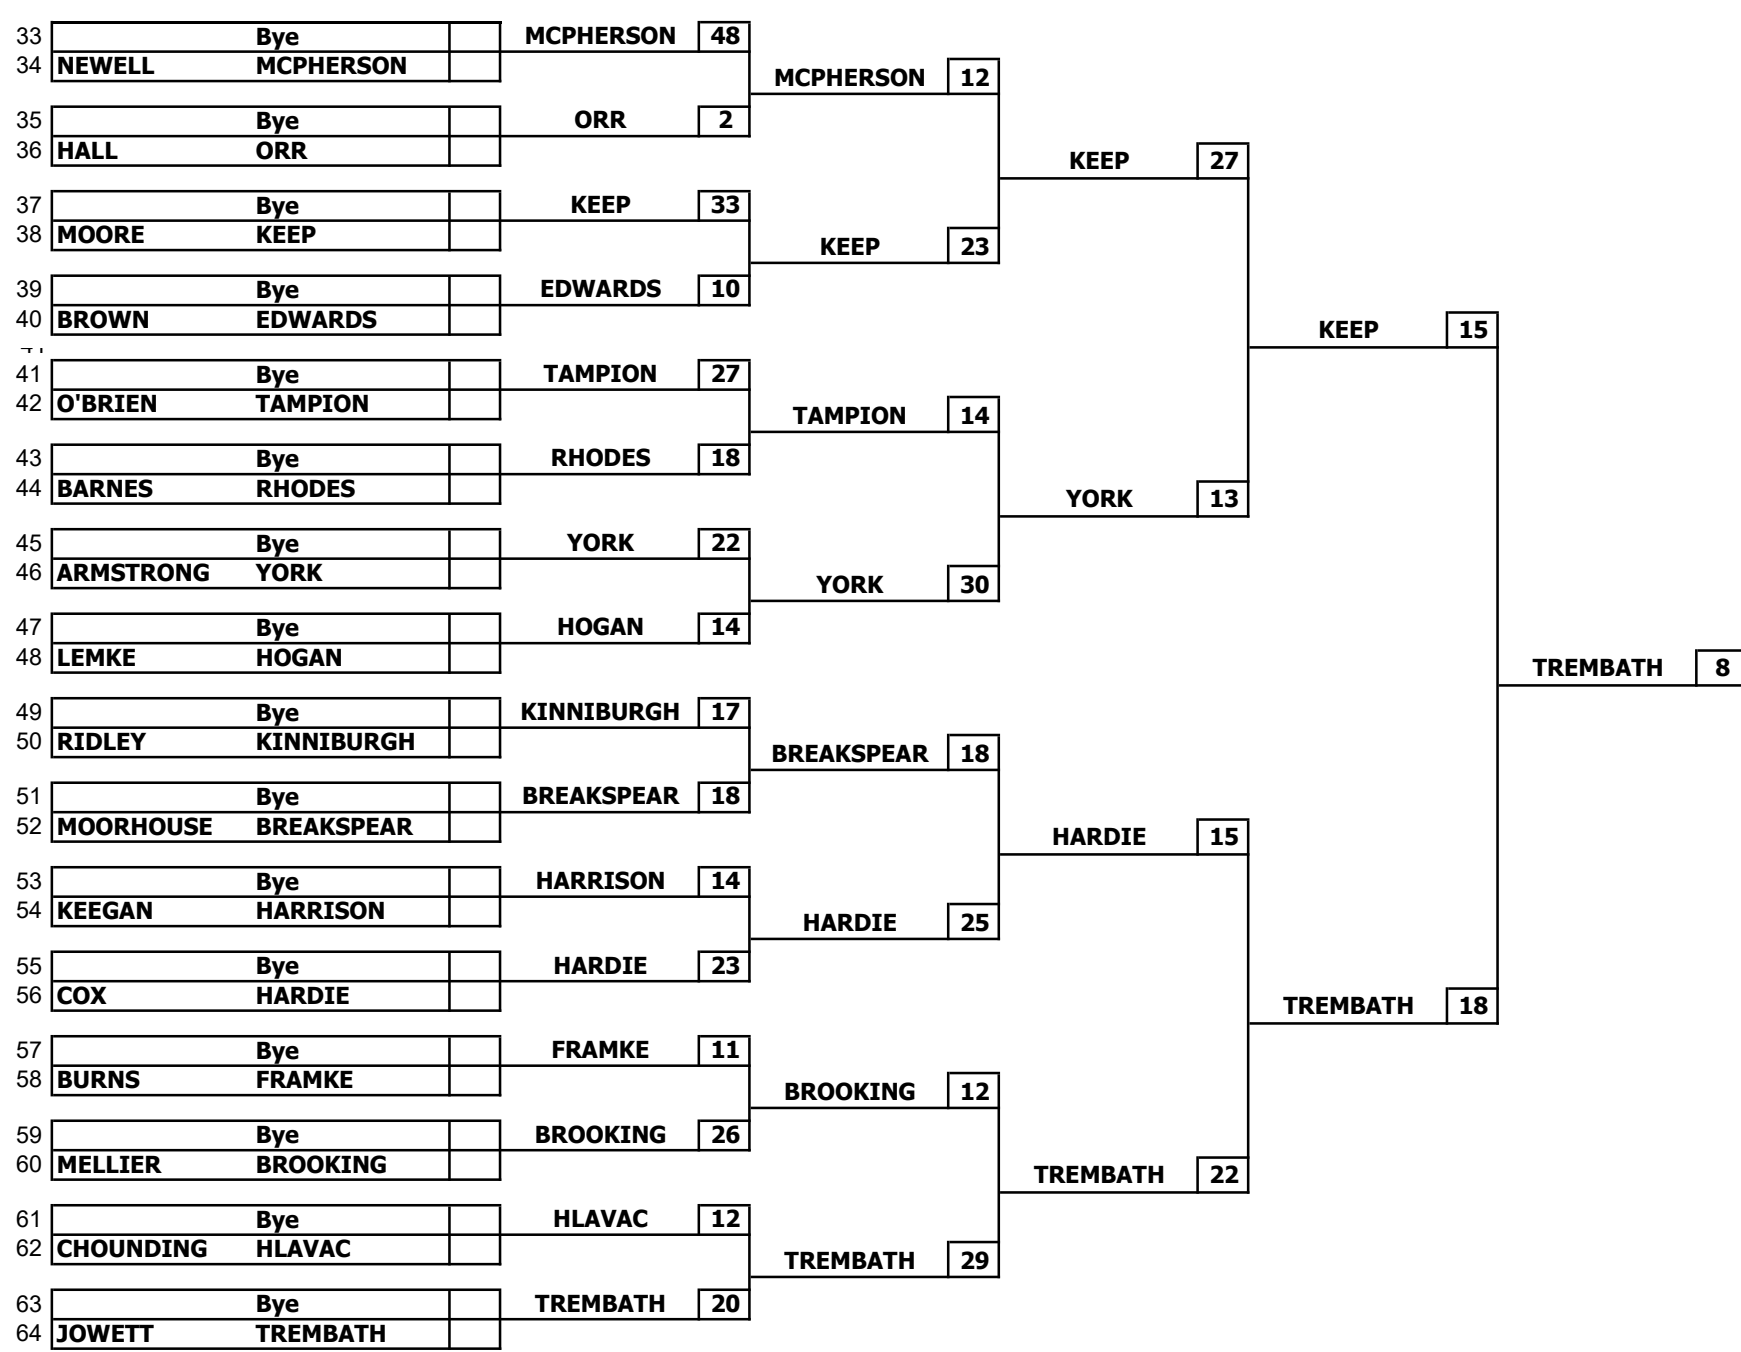 33 Bye MCPHERSON 48
34 NEWELL MCPHERSON
MCPHERSON 12
35 Bye ORR 2
36 HALL ORR
KEEP 27
37 Bye KEEP 33
38 MOORE KEEP
KEEP 23
39 Bye EDWARDS 10
40 BROWN EDWARDS
KEEP 15
41 Bye TAMPION 27
42 O'BRIEN TAMPION
TAMPION 14
43 Bye RHODES 18
44 BARNES RHODES
YORK 13
45 Bye YORK 22
46 ARMSTRONG YORK
YORK 30
47 Bye HOGAN 14
48 LEMKE HOGAN
TREMBATH 8
49 Bye KINNIBURGH 17
50 RIDLEY KINNIBURGH
BREAKSPEAR 18
51 Bye BREAKSPEAR 18
52 MOORHOUSE BREAKSPEAR
HARDIE 15
53 Bye HARRISON 14
54 KEEGAN HARRISON
HARDIE 25
55 Bye HARDIE 23
56 COX HARDIE
TREMBATH 18
57 Bye FRAMKE 11
58 BURNS FRAMKE
BROOKING 12
59 Bye BROOKING 26
60 MELLIER BROOKING
TREMBATH 22
61 Bye HLAVAC 12
62 CHOUNDING HLAVAC
TREMBATH 29
63 Bye TREMBATH 20
64 JOWETT TREMBATH